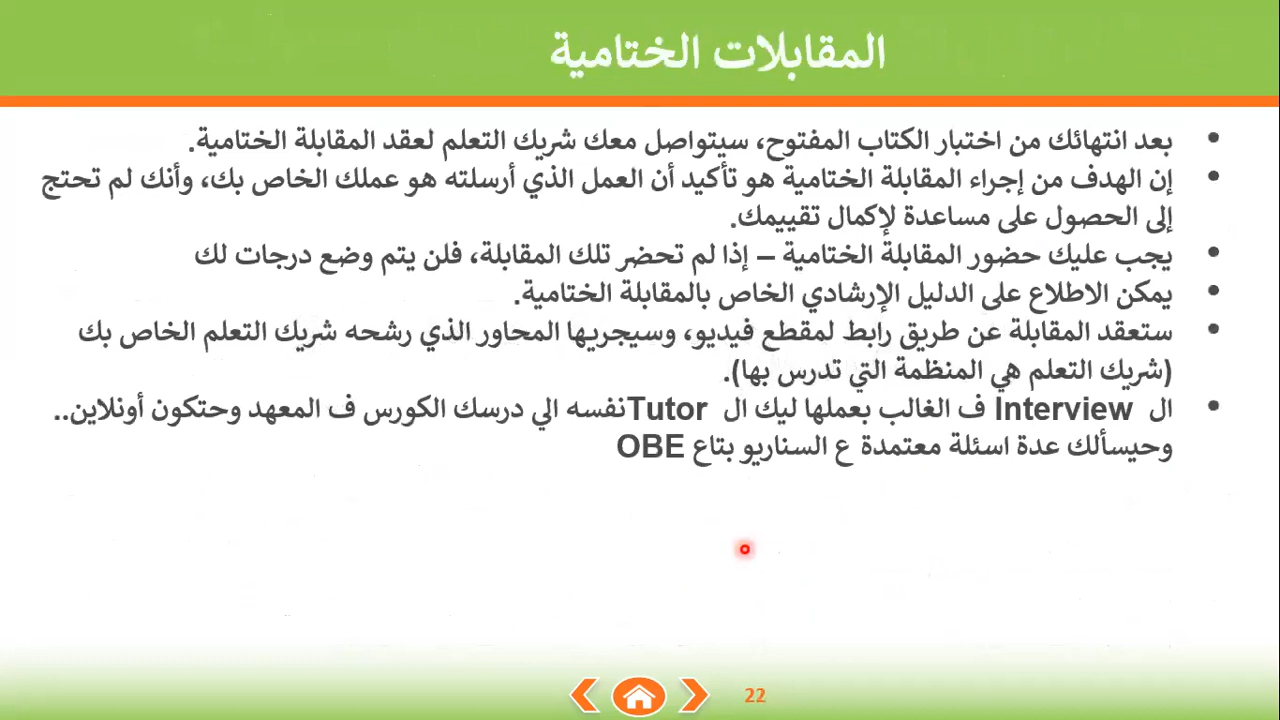 المقابلات الختامية
• بعد انتهائك من اختبار الكتاب المفتوح، سيتواصل معك شريك التعلم لعقد المقابلة الختامية.
• إن الهدف من إجراء المقابلة الختامية هو تأكيد أن العمل الذي أرسلته هو عملك الخاص بك، وأنك لم تحتج
إلى الحصول على مساعدة لإكمال تقييمك.
• يجب عليك حضور المقابلة الختامية – إذا لم تحضر تلك المقابلة، فلن يتم وضع درجات لك
• يمكن الاطلاع على الدليل الإرشادي الخاص بالمقابلة الختامية.
• ستعقد المقابلة عن طريق رابط لمقطع فيديو، وسيجريها المحاور الذي رشحه شريك التعلم الخاص بك
(شريك التعلم هي المنظمة التي تدرس بها).
• ال Interview ف الغالب بعملها ليك ال Tutor نفسه الي درسك الكورس ف المعهد وحتكون أونلاين..
وحيسألك عدة اسئلة معتمدة ع السناريو بتاع OBE
22